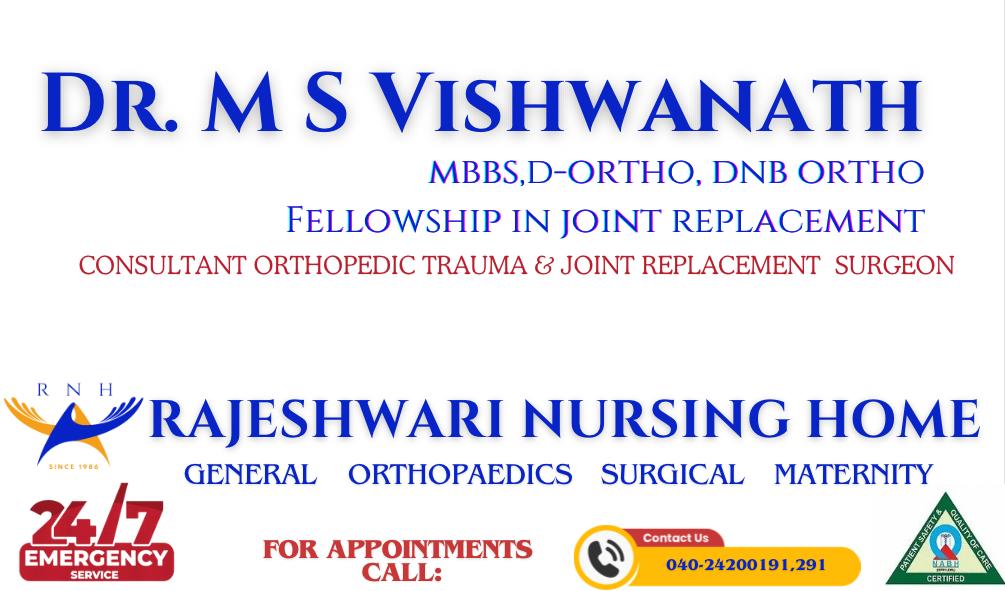 Dr. M S Vishwanath
MBBS,D-ORTHO, DNB ORTHO
Fellowship in joint replacement
CONSULTANT ORTHOPEDIC TRAUMA & JOINT REPLACEMENT SURGEON
R N H
SINCE 1986
RAJESHWARI NURSING HOME
GENERAL ORTHOPAEDICS SURGICAL MATERNITY
24/7
EMERGENCY
SERVICE
FOR APPOINTMENTS
CALL:
Contact Us
040-24200191,291
PATIENT SAFETY & QUALITY OF CARE
NABH
CERTIFIED